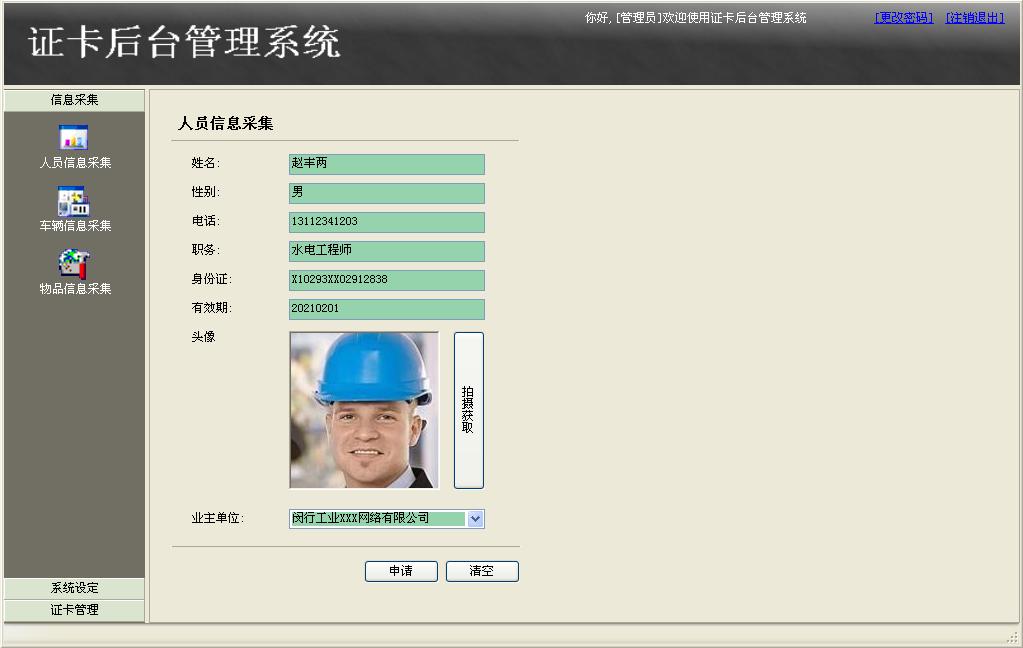 你好, [管理员]欢迎使用证卡后台管理系统
[更改密码] [注销退出]
证卡后台管理系统
信息采集
人员信息采集
车辆信息采集
物品信息采集
系统设定
证卡管理
人员信息采集
姓名: 赵丰两
性别: 男
电话: 13112341203
职务: 水电工程师
身份证: X10293XX02912838
有效期: 20210201
头像
拍摄获取
业主单位: 闵行工业XXX网络有限公司
申请 清空